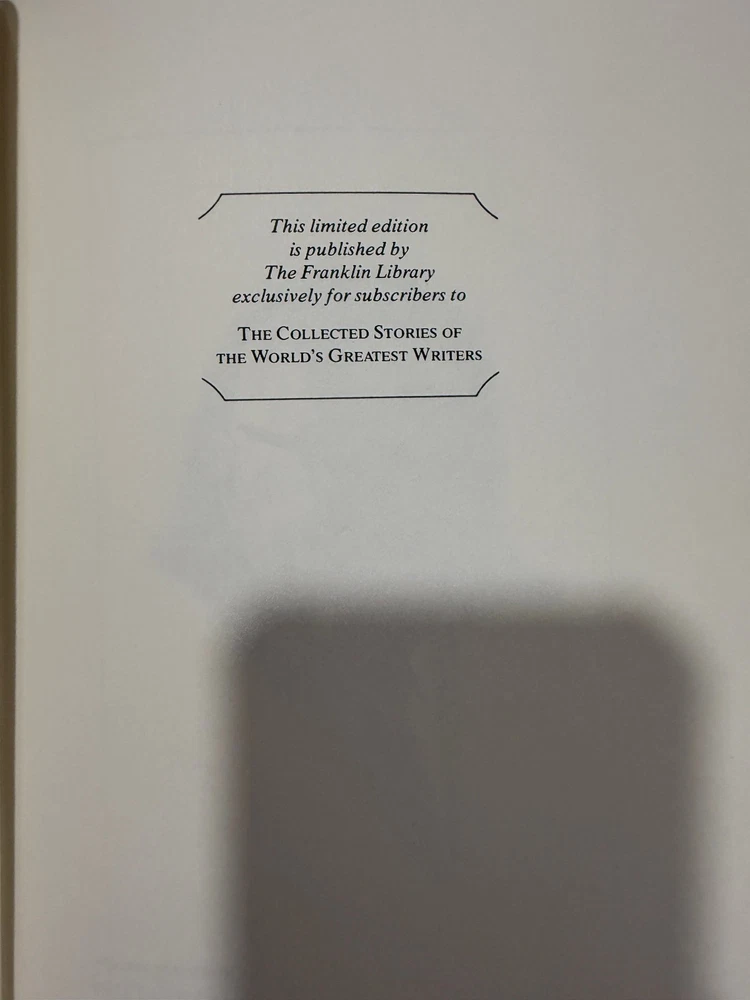 This limited edition
is published by
The Franklin Library
exclusively for subscribers to
THE COLLECTED STORIES OF
THE WORLD'S GREATEST WRITERS